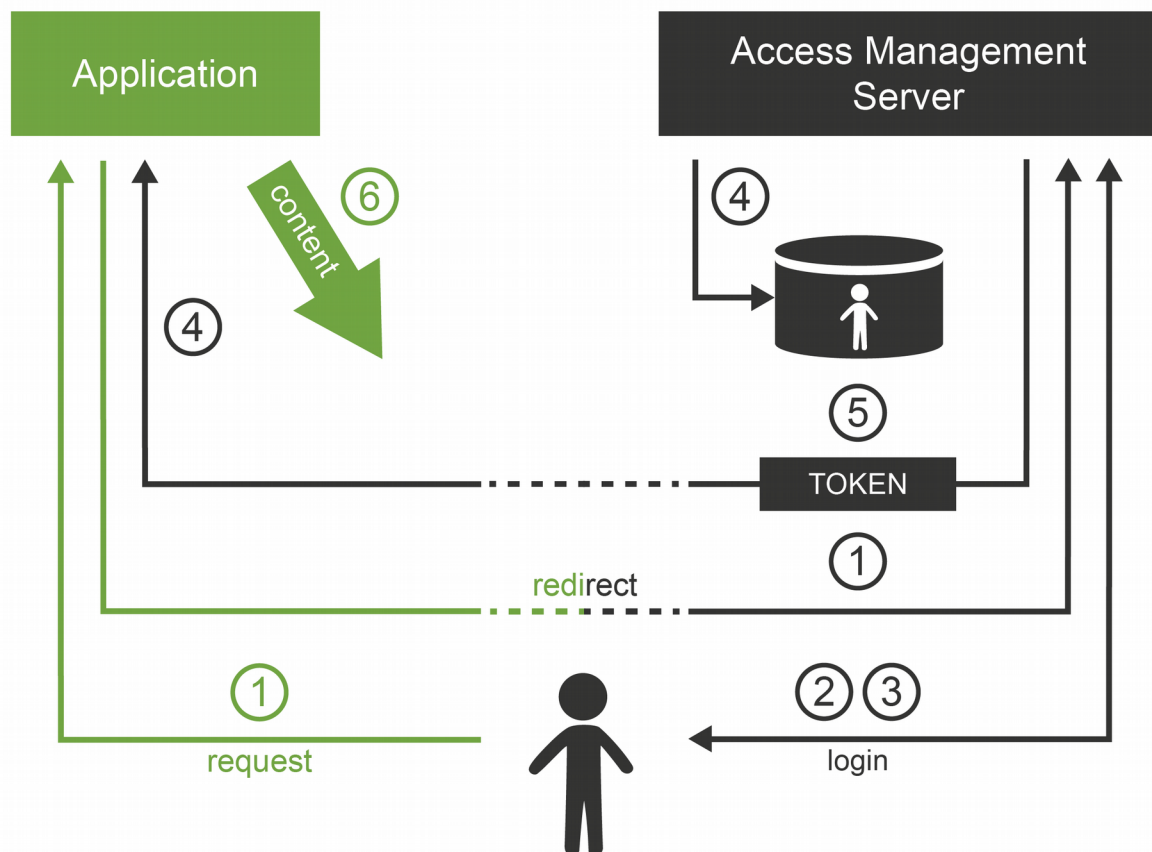 Application
Access Management
Server
content
6
4
4
5
TOKEN
1
redirect
1
2 3
request
login